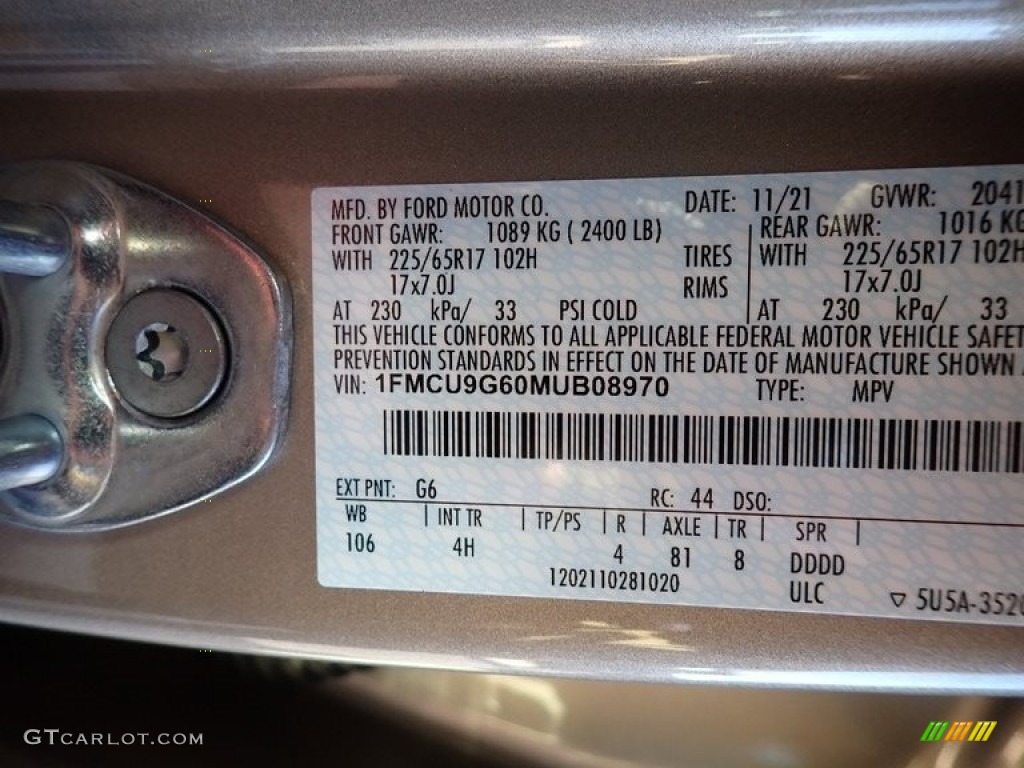 MFD. BY FORD MOTOR CO. DATE: 11/21 GVWR: 2041
FRONT GAWR: 1089 KG ( 2400 LB) REAR GAWR: 1016 KG
WITH 225/65R17 102H TIRES WITH 225/65R17 102H
17x7.0J RIMS 17x7.0J
AT 230 kPa/ 33 PSI COLD AT 230 kPa/ 33
THIS VEHICLE CONFORMS TO ALL APPLICABLE FEDERAL MOTOR VEHICLE SAFET
PREVENTION STANDARDS IN EFFECT ON THE DATE OF MANUFACTURE SHOWN
VIN: 1FMCU9G60MUB08970 TYPE: MPV
EXT PNT: G6 RC: 44 DSO:
WB INT TR TP/PS R AXLE TR SPR
106 4H 4 81 8 DDDD
1202110281020 ULC 5U5A-3520
GTCARLOT.COM